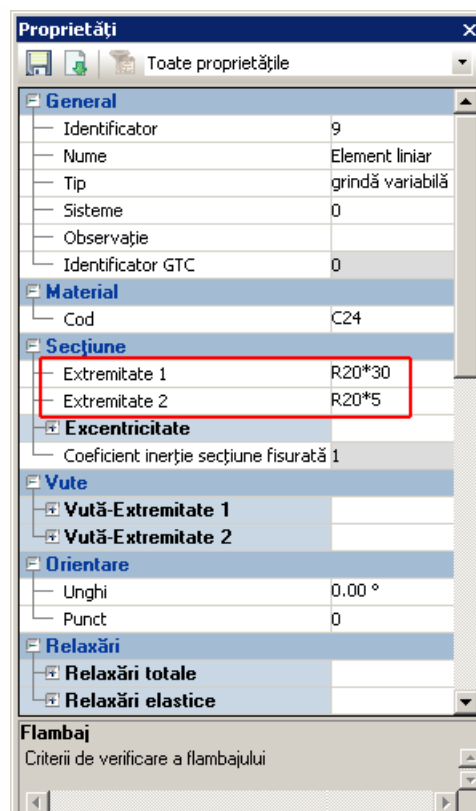 Proprietăți
Toate proprietățile
General
Identificator 9
Nume Element liniar
Tip grindă variabilă
Sisteme 0
Observație
Identificator GTC 0
Material
Cod C24
Secțiune
Extremitate 1 R20*30
Extremitate 2 R20*5
Excentricitate
Coeficient inerție secțiune fisurată 1
Vute
Vută-Extremitate 1
Vută-Extremitate 2
Orientare
Unghi 0.00 °
Punct 0
Relaxări
Relaxări totale
Relaxări elastice
Flambaj
Criterii de verificare a flambajului